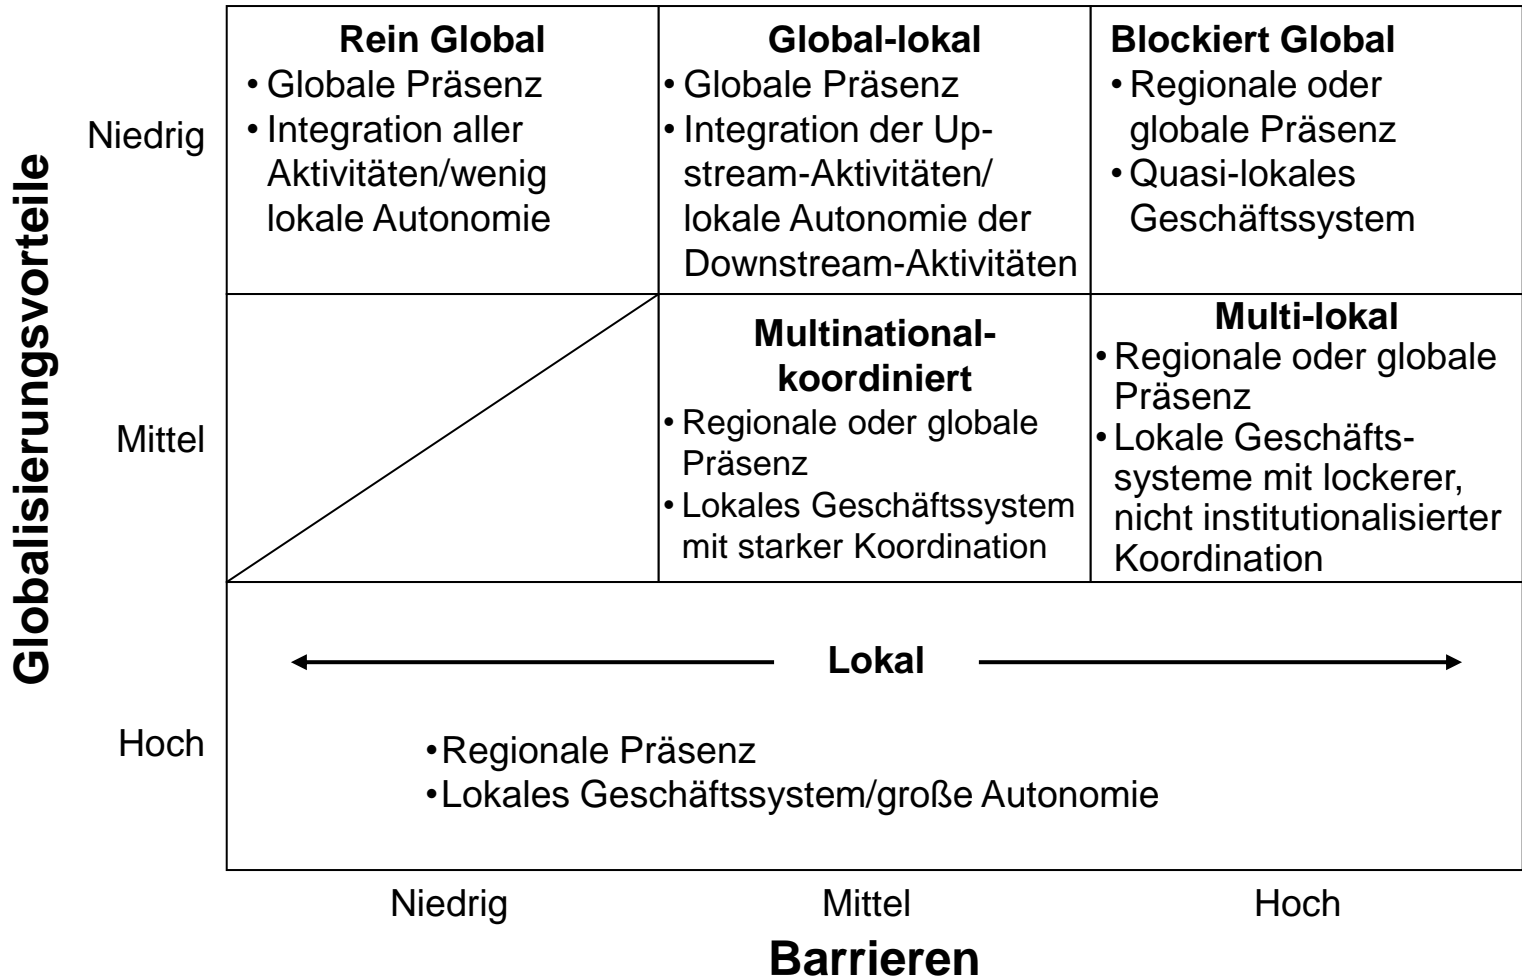 Globalisierungsvorteile
Niedrig
Rein Global
• Globale Präsenz
• Integration aller
Aktivitäten/wenig
lokale Autonomie
Global-lokal
• Globale Präsenz
• Integration der Up-
stream-Aktivitäten/
lokale Autonomie der
Downstream-Aktivitäten
Blockiert Global
• Regionale oder
globale Präsenz
• Quasi-lokales
Geschäftssystem
Mittel
Multinational-
koordiniert
• Regionale oder globale
Präsenz
• Lokales Geschäftssystem
mit starker Koordination
Multi-lokal
• Regionale oder globale
Präsenz
• Lokale Geschäfts-
systeme mit lockerer,
nicht institutionalisierter
Koordination
Hoch
Lokal
• Regionale Präsenz
• Lokales Geschäftssystem/große Autonomie
Niedrig
Mittel
Hoch
Barrieren